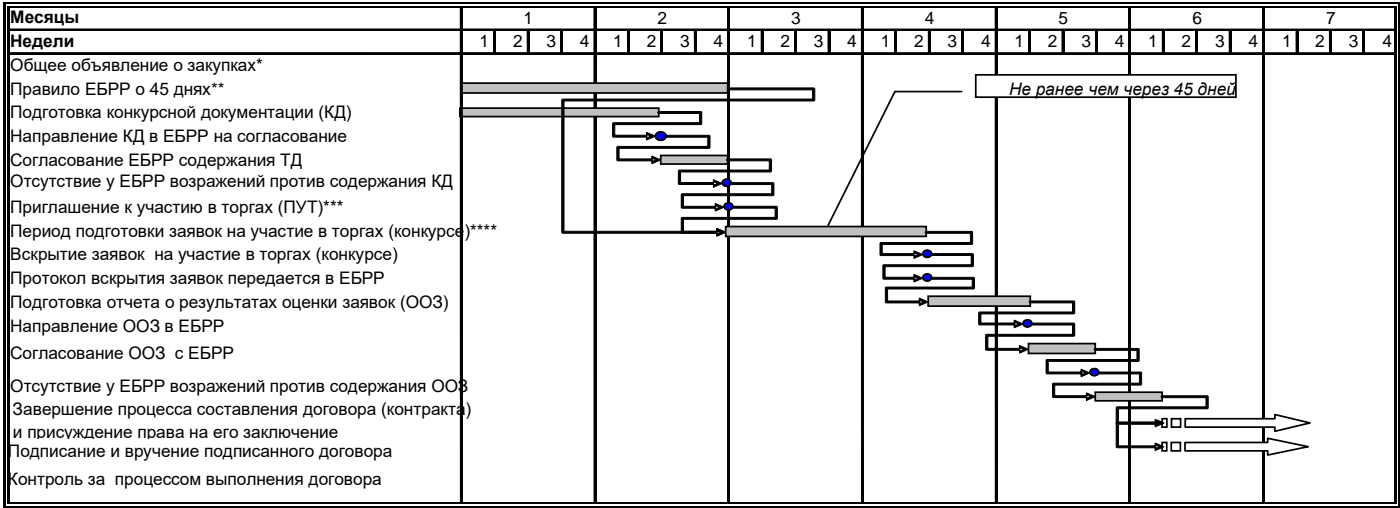 Месяцы 1 2 3 4 5 6 7
Недели 1 2 3 4 1 2 3 4 1 2 3 4 1 2 3 4 1 2 3 4 1 2 3 4 1 2 3 4
Общее объявление о закупках*
Правило ЕБРР о 45 днях**
Не ранее чем через 45 дней
Подготовка конкурсной документации (КД)
Направление КД в ЕБРР на согласование
Согласование ЕБРР содержания ТД
Отсутствие у ЕБРР возражений против содержания КД
Приглашение к участию в торгах (ПУТ)***
Период подготовки заявок на участие в торгах (конкурсе)****
Вскрытие заявок на участие в торгах (конкурсе)
Протокол вскрытия заявок передается в ЕБРР
Подготовка отчета о результатах оценки заявок (ООЗ)
Направление ООЗ в ЕБРР
Согласование ООЗ с ЕБРР
Отсутствие у ЕБРР возражений против содержания ООЗ
Завершение процесса составления договора (контракта)
и присуждение права на его заключение
Подписание и вручение подписанного договора
Контроль за процессом выполнения договора